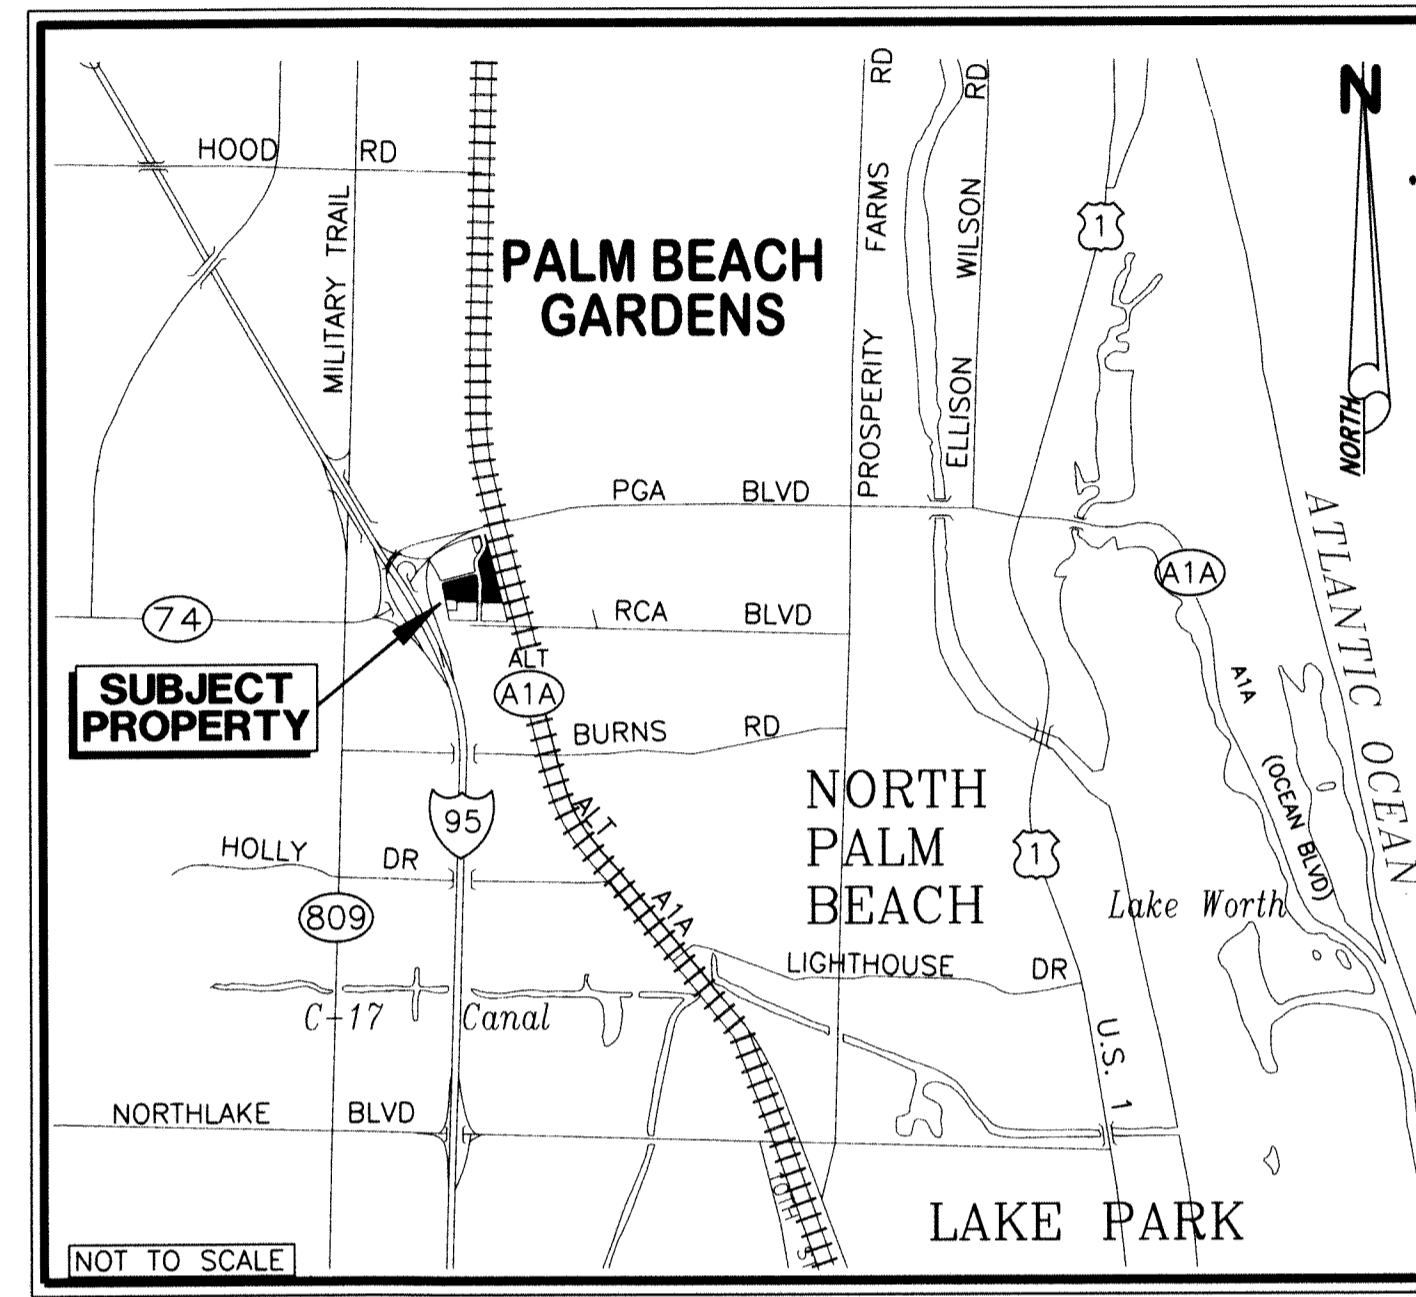 N
NORTH
HOOD RD
MILITARY TRAIL
PALM BEACH
GARDENS
PROSPERITY FARMS RD
ELLISON WILSON RD
1
PGA BLVD
A1A
ATLANTIC OCEAN
74
RCA BLVD
SUBJECT
PROPERTY
ALT
A1A
BURNS RD
A1A
(OCEAN BLVD)
95
ALT
A1A
NORTH
PALM
BEACH
1
HOLLY DR
809
Lake Worth
LIGHTHOUSE DR
C-17 Canal
U.S. 1
NORTHLAKE BLVD
10TH
LAKE PARK
NOT TO SCALE